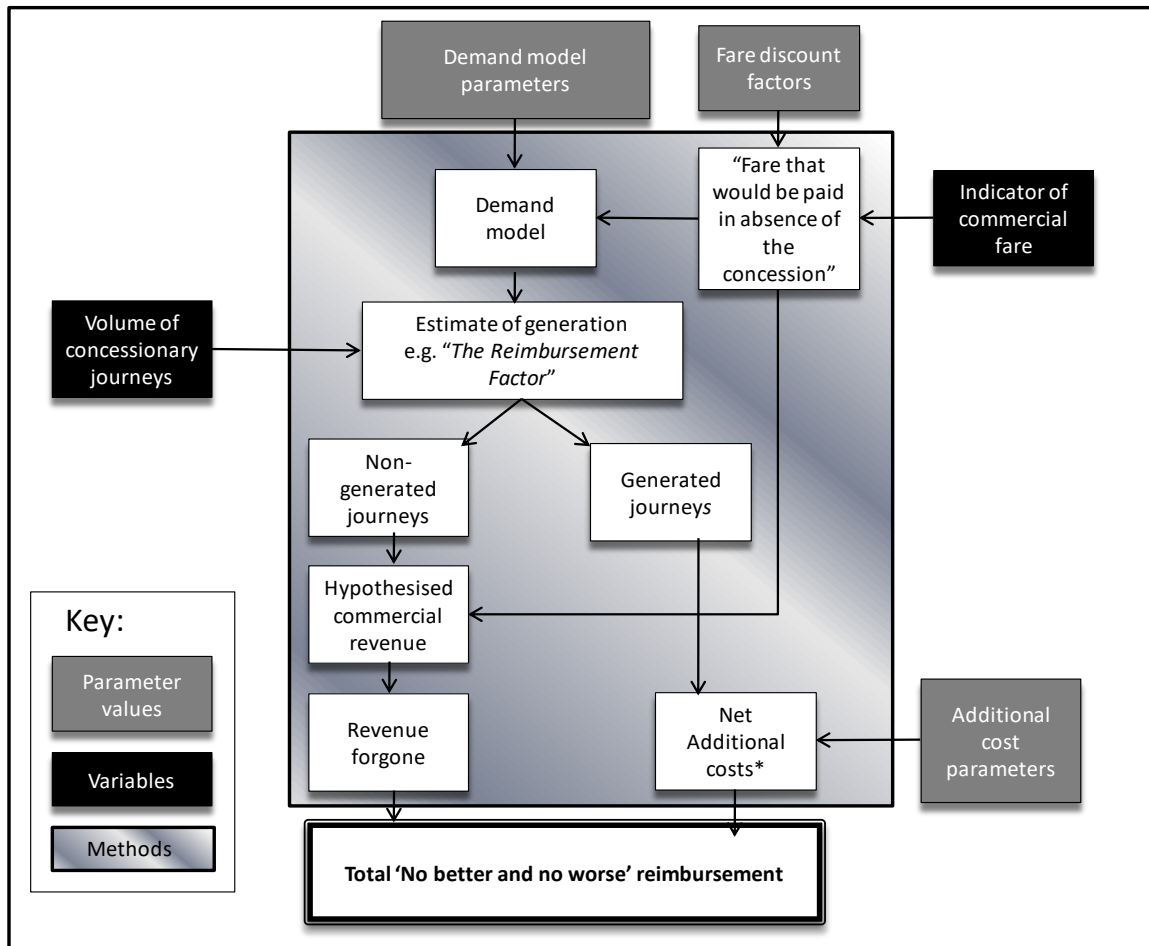 Demand model
parameters
Fare discount
factors
“Fare that
would be paid
in absence of
the
concession”
Indicator of
commercial
fare
Demand
model
Volume of
concessionary
journeys
Estimate of generation
e.g. “The Reimbursement
Factor”
Non-
generated
journeys
Generated
journeys
Hypothesised
commercial
revenue
Revenue
forgone
Net
Additional
costs*
Additional
cost
parameters
Total ‘No better and no worse’ reimbursement
Key:
Parameter
values
Variables
Methods